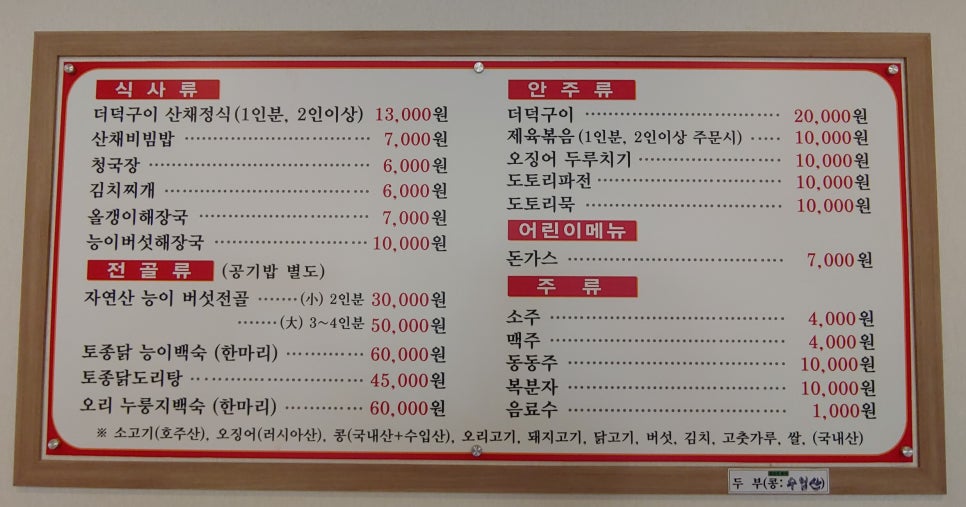 식사류
더덕구이 산채정식(1인분, 2인이상) 13,000원
산채비빔밥 ········ 7,000원
청국장 ········ 6,000원
김치찌개 ········ 6,000원
올갱이해장국 ········ 7,000원
능이버섯해장국 ········ 10,000원
전골류 (공기밥 별도)
자연산 능이 버섯전골 ·······(小) 2인분 30,000원
·······(大) 3~4인분 50,000원
토종닭 능이백숙 (한마리) ········ 60,000원
토종닭도리탕 ········ 45,000원
오리 누룽지백숙 (한마리) ········ 60,000원
안주류
더덕구이 ········ 20,000원
제육볶음(1인분, 2인이상 주문시) ····· 10,000원
오징어 두루치기 ········ 10,000원
도토리파전 ········ 10,000원
도토리묵 ········ 10,000원
어린이메뉴
돈가스 ········ 7,000원
주류
소주 ········ 4,000원
맥주 ········ 4,000원
동동주 ········ 10,000원
복분자 ········ 10,000원
음료수 ········ 1,000원
※ 소고기(호주산), 오징어(러시아산), 콩(국내산+수입산), 오리고기, 돼지고기, 닭고기, 버섯, 김치, 고춧가루, 쌀, (국내산)
두 부(콩:수입산)